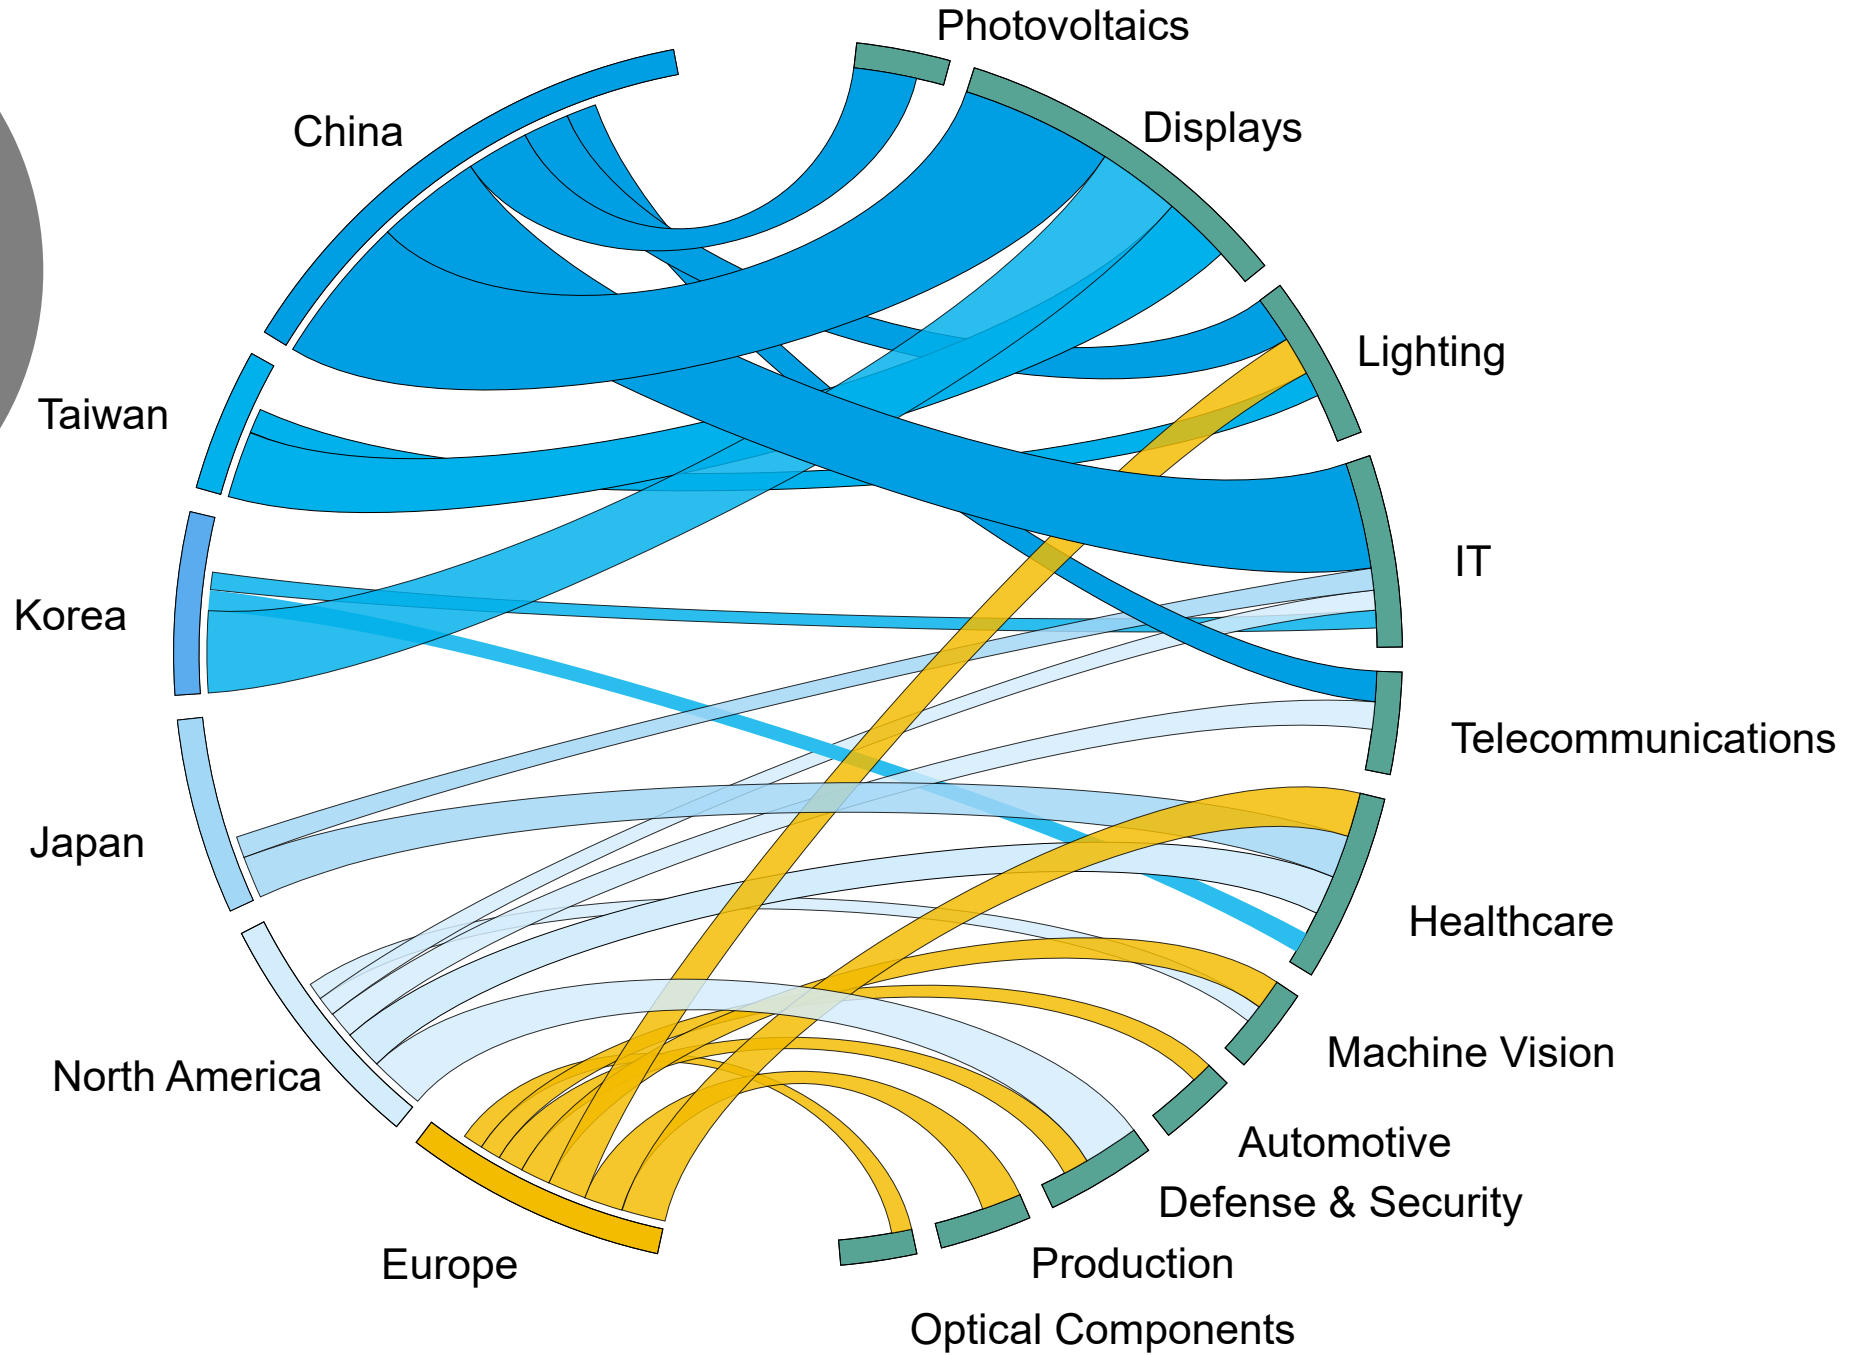 Photovoltaics
China
Displays
Lighting
Taiwan
IT
Korea
Telecommunications
Japan
Healthcare
Machine Vision
North America
Automotive
Defense & Security
Europe
Production
Optical Components